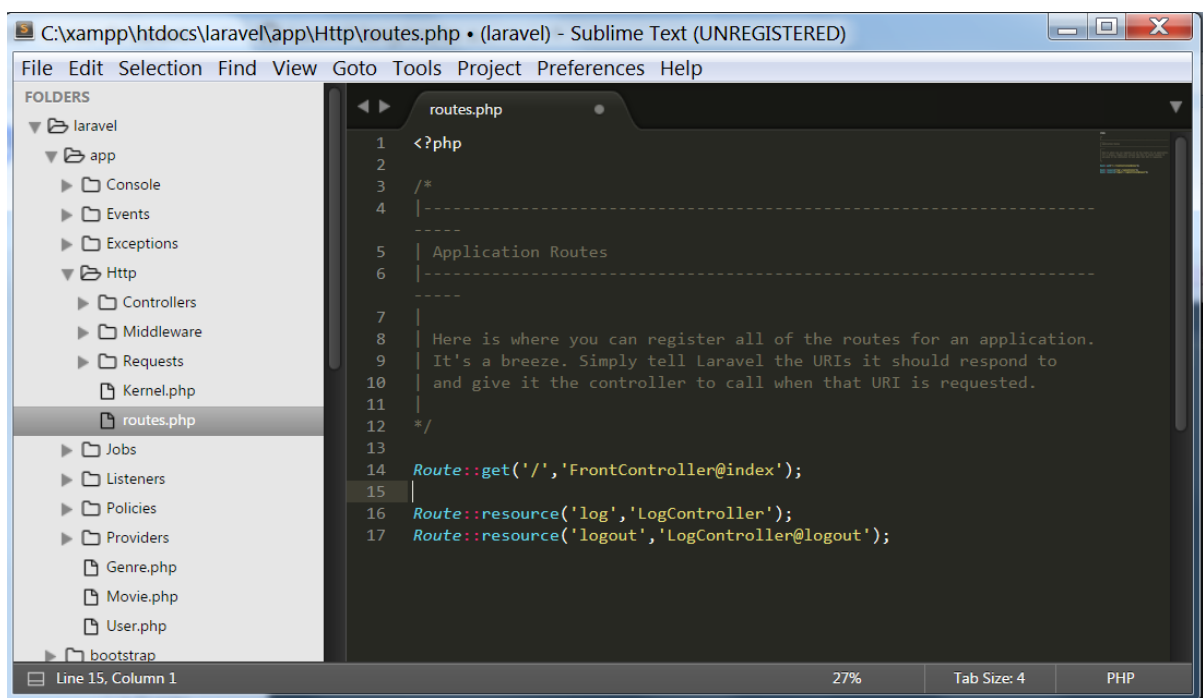 C:\xampp\htdocs\laravel\app\Http\routes.php • (laravel) - Sublime Text (UNREGISTERED)
File Edit Selection Find View Goto Tools Project Preferences Help
FOLDERS
laravel
app
Console
Events
Exceptions
Http
Controllers
Middleware
Requests
Kernel.php
routes.php
Jobs
Listeners
Policies
Providers
Genre.php
Movie.php
User.php
bootstrap
routes.php
1 <?php
2
3 /*
4 |----------------------------------------------------------------------
-----
5 | Application Routes
6 |----------------------------------------------------------------------
-----
7 |
8 | Here is where you can register all of the routes for an application.
9 | It's a breeze. Simply tell Laravel the URIs it should respond to
10 | and give it the controller to call when that URI is requested.
11 |
12 */
13
14 Route::get('/','FrontController@index');
15
16 Route::resource('log','LogController');
17 Route::resource('logout','LogController@logout');
Line 15, Column 1 27% Tab Size: 4 PHP